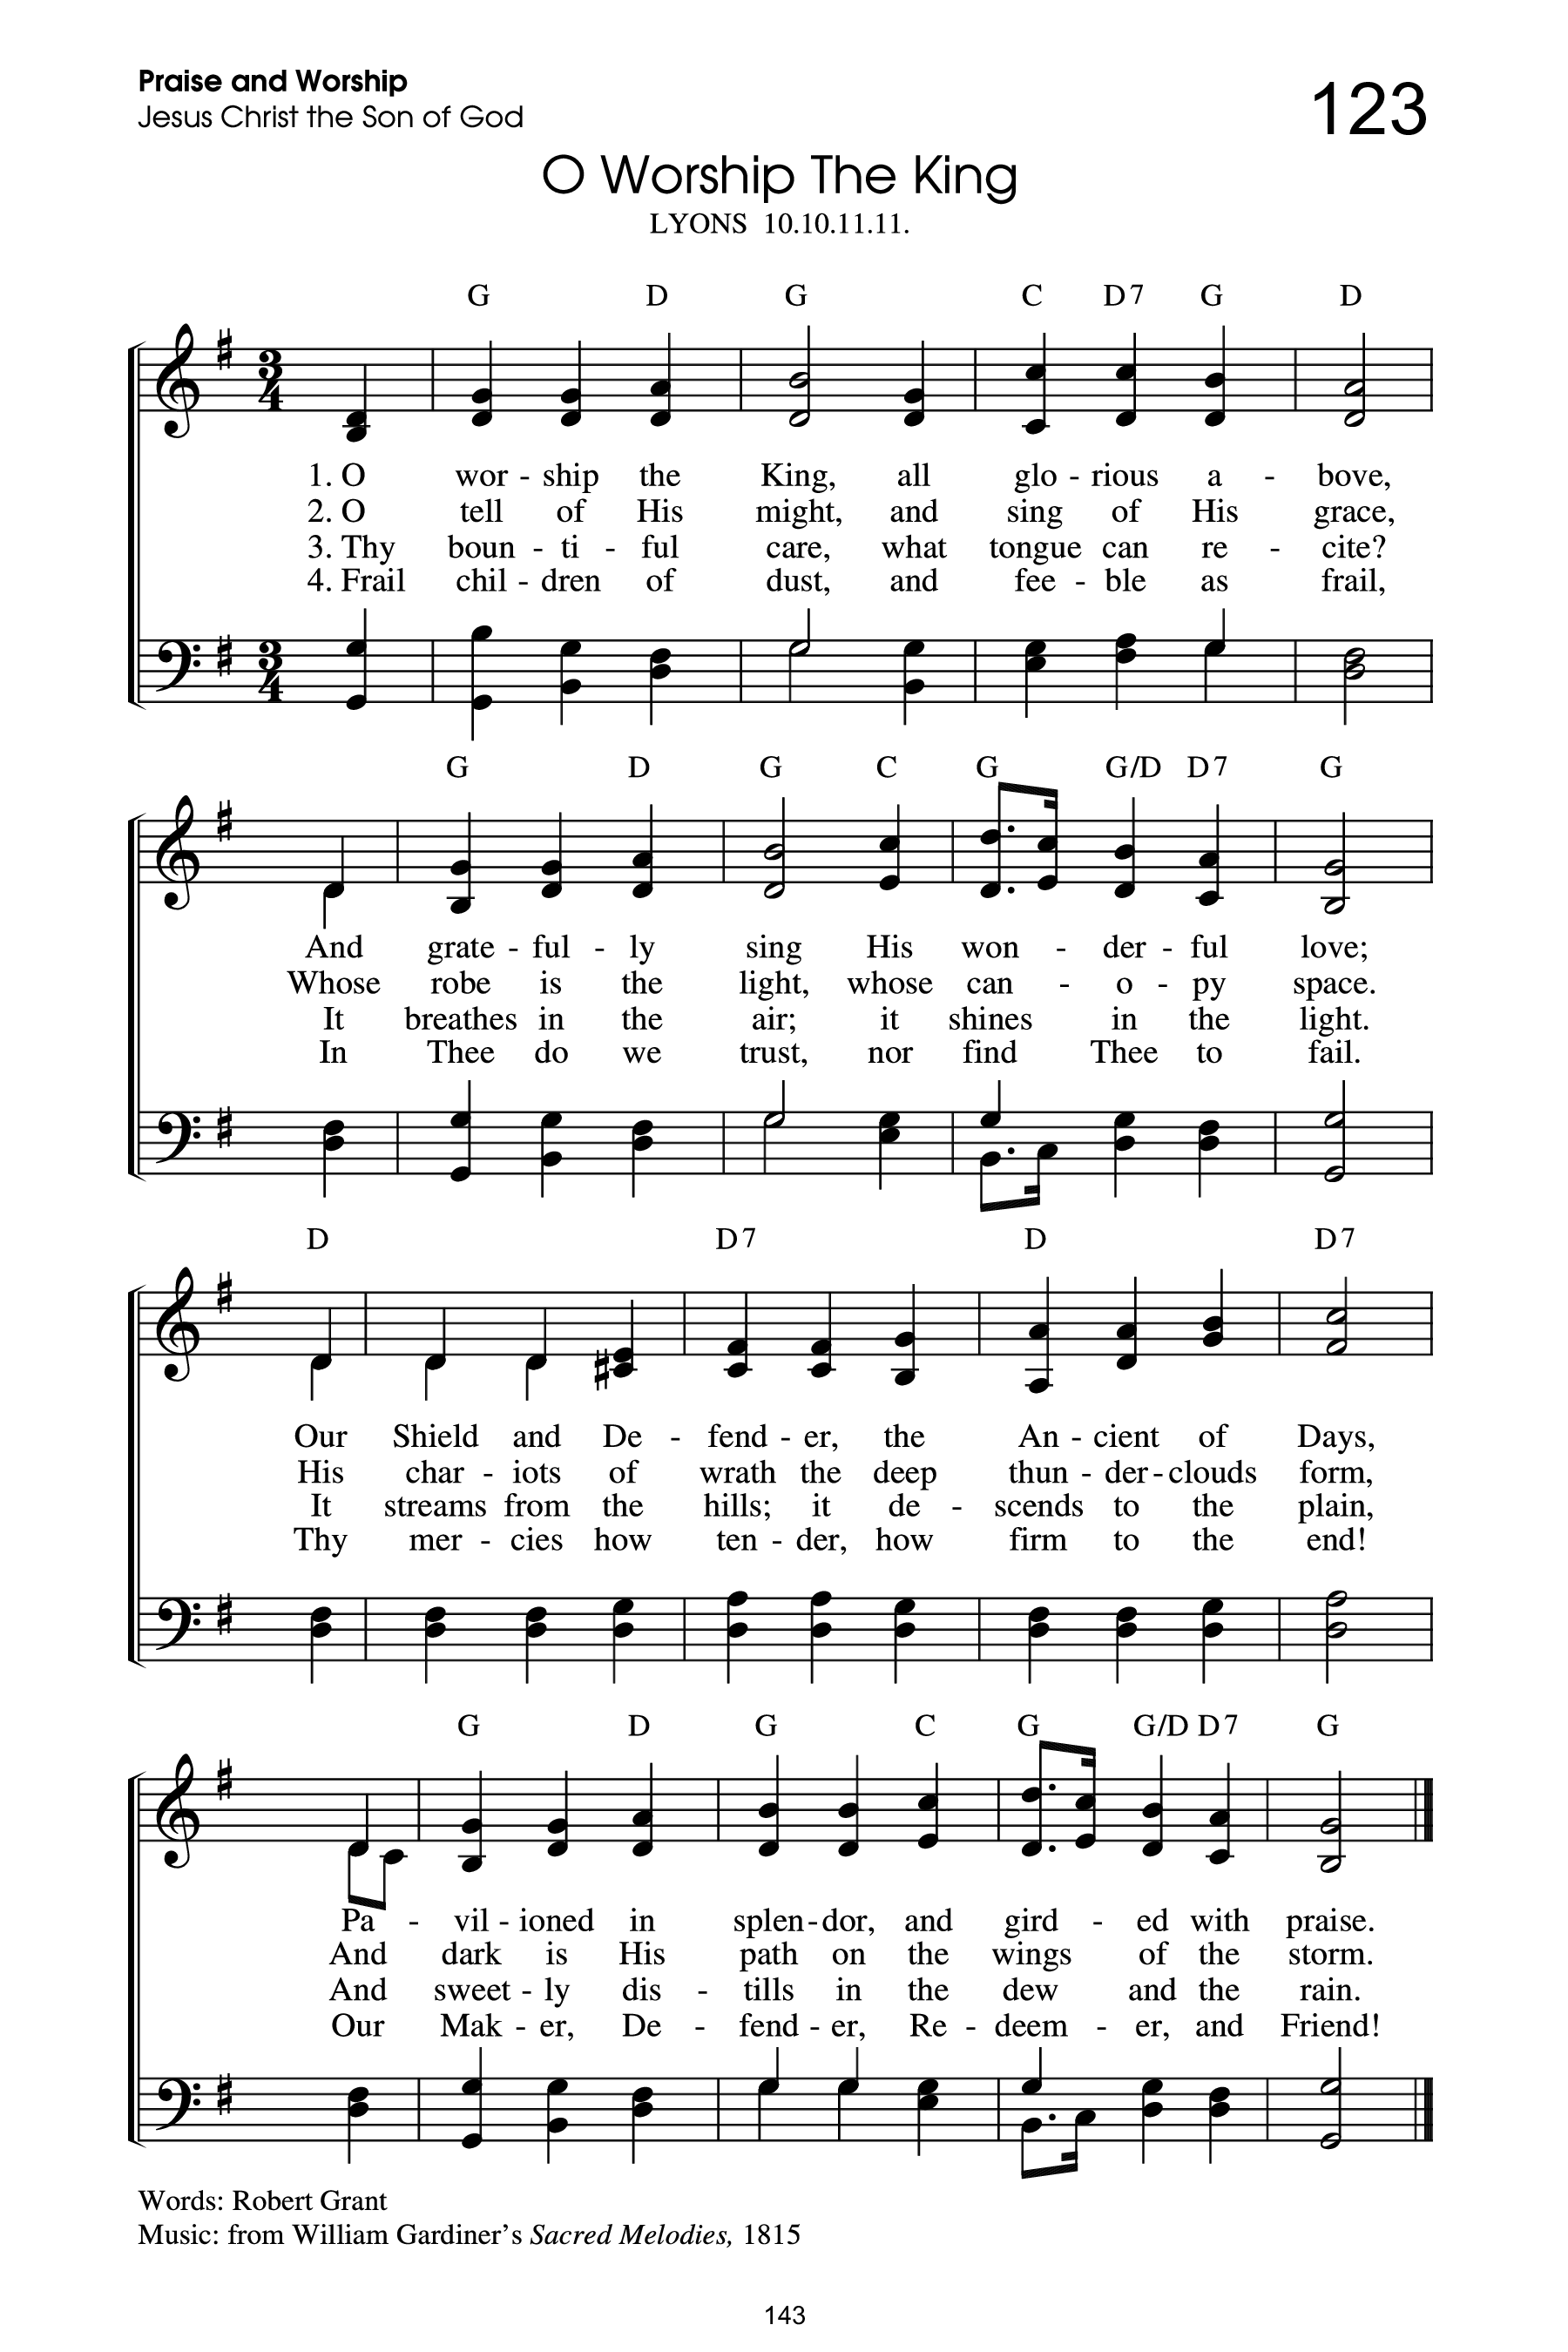 Praise and Worship
Jesus Christ the Son of God
123
O Worship The King
LYONS 10.10.11.11.
G D G C D7 G D
3
4
1. O wor - ship the King, all glo - rious a - bove,
2. O tell of His might, and sing of His grace,
3. Thy boun - ti - ful care, what tongue can re - cite?
4. Frail chil - dren of dust, and fee - ble as frail,
3
4
G D G C G G/D D7 G
And grate - ful - ly sing His won - der - ful love;
Whose robe is the light, whose can - o - py space.
It breathes in the air; it shines in the light.
In Thee do we trust, nor find Thee to fail.
D D7 D D7
Our Shield and De - fend - er, the An - cient of Days,
His char - iots of wrath the deep thun - der - clouds form,
It streams from the hills; it de - scends to the plain,
Thy mer - cies how ten - der, how firm to the end!
G D G C G G/D D7 G
Pa - vil - ioned in splen - dor, and gird - ed with praise.
And dark is His path on the wings of the storm.
And sweet - ly dis - tills in the dew and the rain.
Our Mak - er, De - fend - er, Re - deem - er, and Friend!
Words: Robert Grant
Music: from William Gardiner’s Sacred Melodies, 1815
143